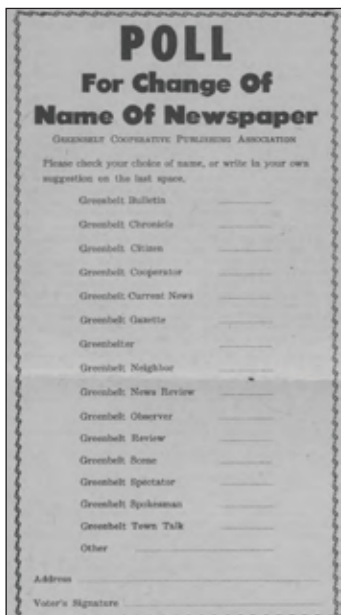 POLL
For Change Of
Name Of Newspaper
GREENBELT COOPERATIVE PUBLISHING ASSOCIATION
Please check your choice of name, or write in your own
suggestion on the last space.
Greenbelt Bulletin
Greenbelt Chronicle
Greenbelt Citizen
Greenbelt Cooperator
Greenbelt Current News
Greenbelt Gazette
Greenbelter
Greenbelt Neighbor
Greenbelt News Review
Greenbelt Observer
Greenbelt Review
Greenbelt Scene
Greenbelt Spectator
Greenbelt Spokesman
Greenbelt Town Talk
Other
Address
Voter's Signature